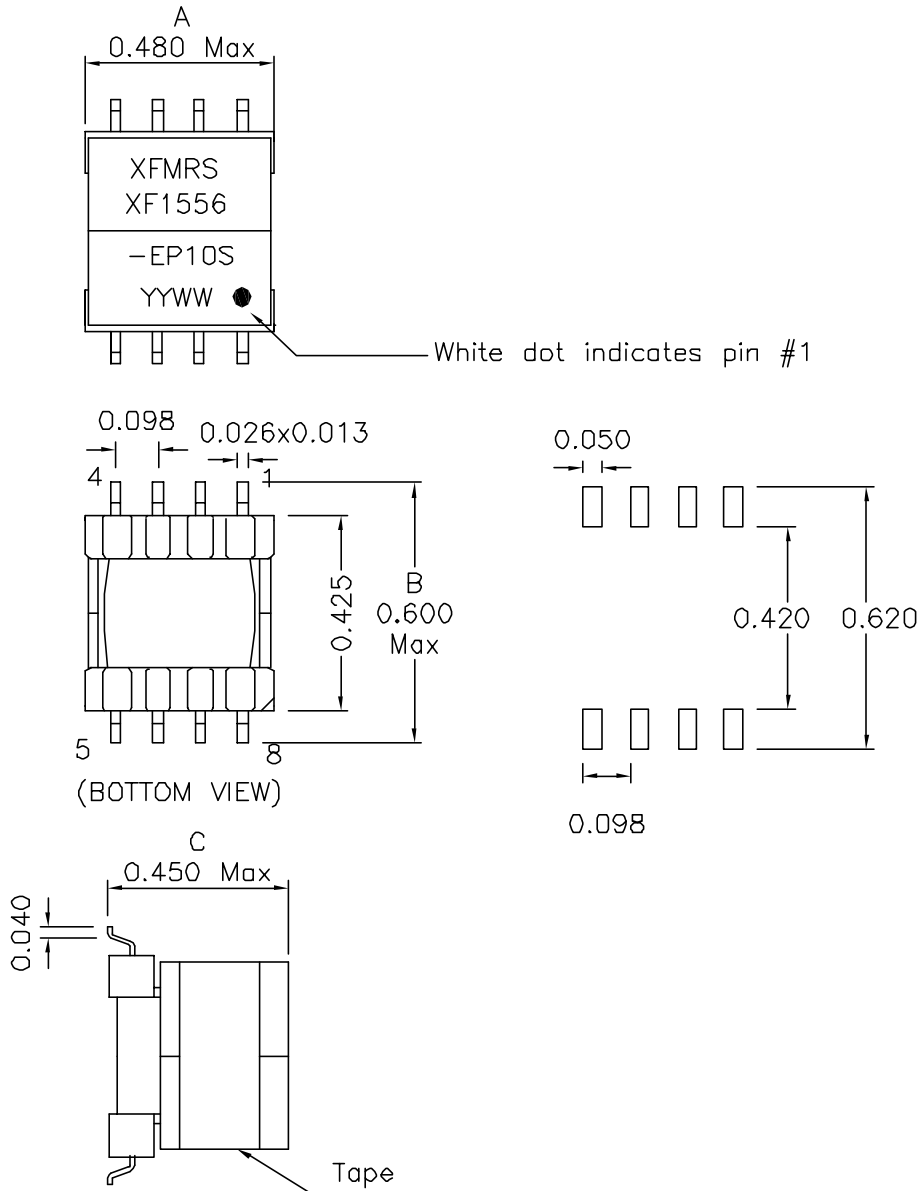 A
0.480 Max
XFMRS
XF1556
-EP10S
YYWW
White dot indicates pin #1
0.098
0.026x0.013
4
1
0.425
B
0.600
Max
5
8
(BOTTOM VIEW)
0.050
0.420
0.620
0.098
C
0.450 Max
0.040
Tape